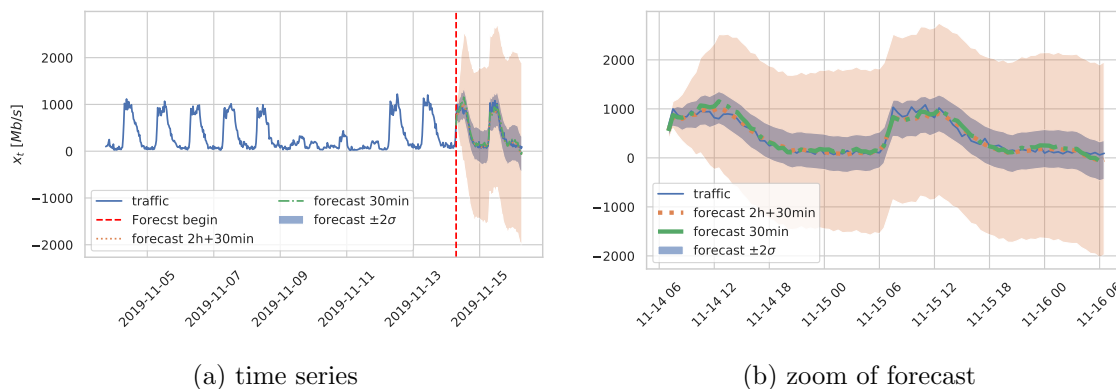 2000
1000
0
−1000
−2000
x_t [Mb/s]
traffic
Forecst begin
forecast 2h+30min
forecast 30min
forecast ±2σ
2019-11-05
2019-11-07
2019-11-09
2019-11-11
2019-11-13
2019-11-15
(a) time series
2000
1000
0
−1000
−2000
traffic
forecast 2h+30min
forecast 30min
forecast ±2σ
11-14 06
11-14 12
11-14 18
11-15 00
11-15 06
11-15 12
11-15 18
11-16 00
11-16 06
(b) zoom of forecast